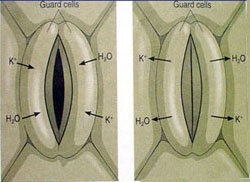 Guard cells
K⁺ H₂O
H₂O K⁺
Guard cells
K⁺ H₂O
H₂O K⁺